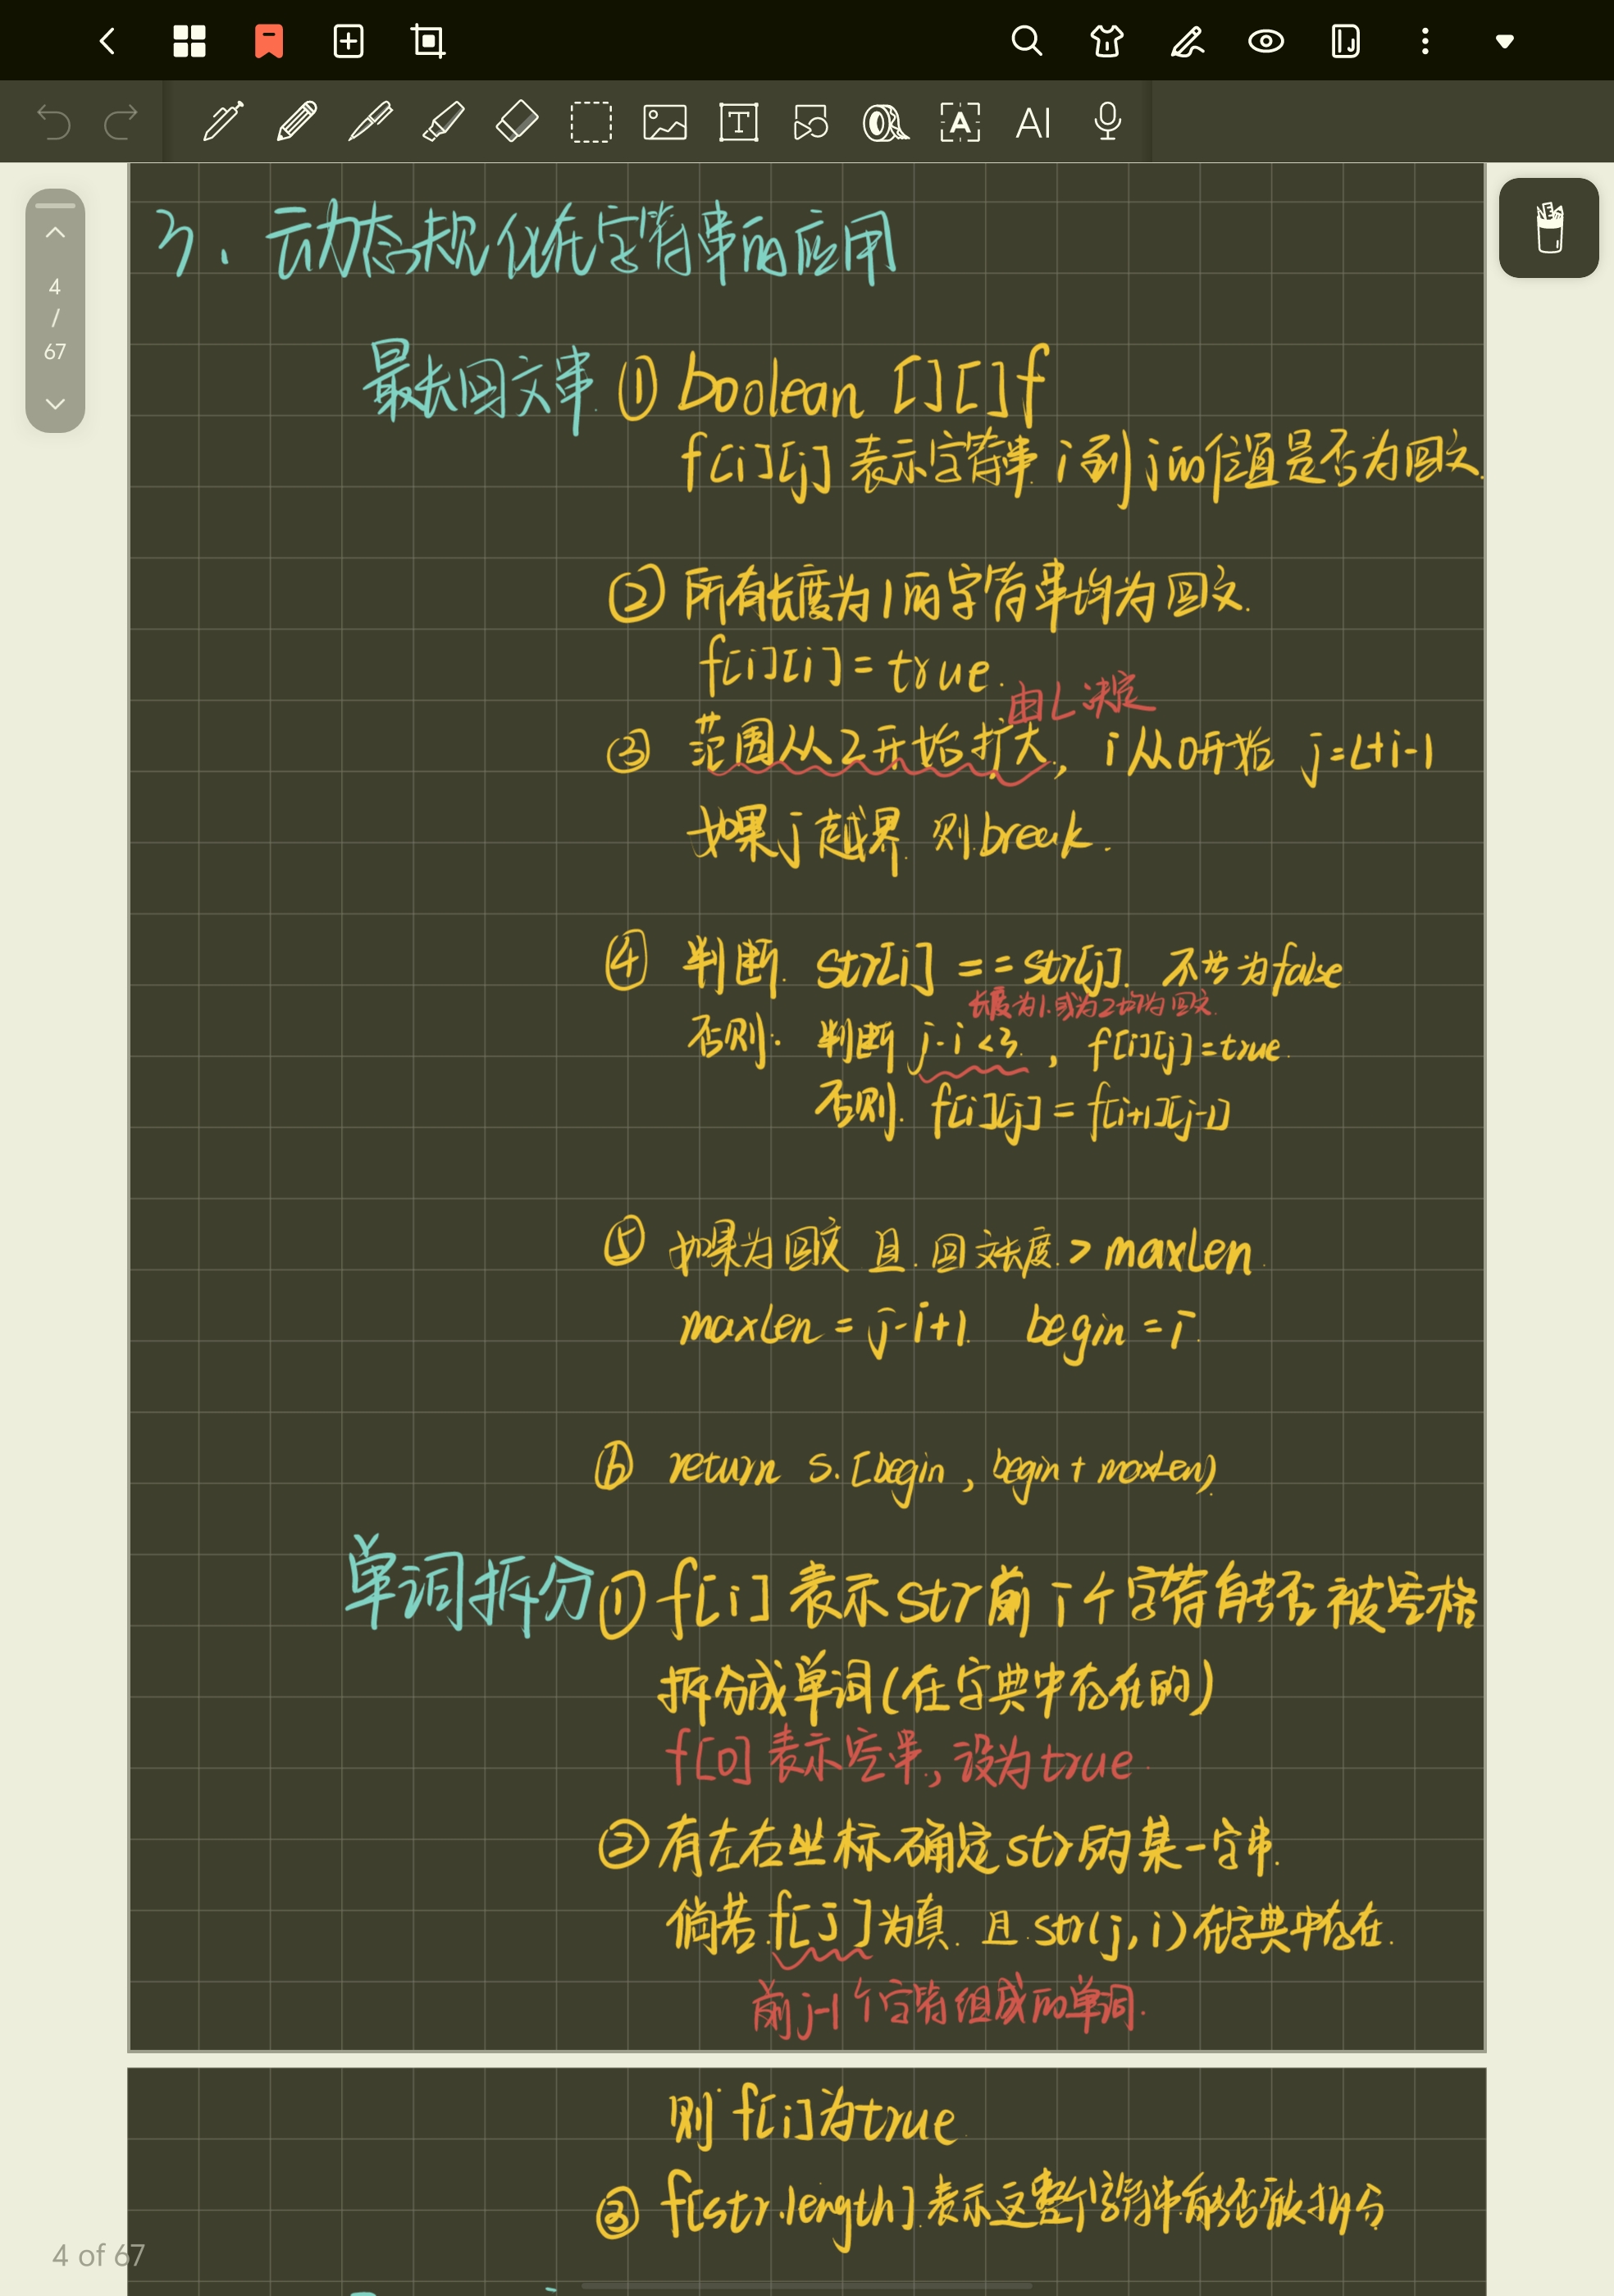 4
/
67
3、动态规化在字符串的应用
最长回文串 ① boolean [][]f
f[i][j] 表示字符串 i到j的位置是否为回文.
② 所有长度为1的字符串均为回文.
f[i][i] = true.
由L决定
③ 范围从2开始扩大, i从0开始 j=L+i-1
如果j越界 则break.
④ 判断 str[i] == str[j]. 不等为false
长度为1.或为2均为回文.
否则: 判断 j-i<3, f[i][j]=true
否则. f[i][j] = f[i+1][j-1]
⑤ 如果为回文 且 回文长度 > maxLen
maxLen = j-i+1 begin = i
⑥ return s.[begin, begin+maxLen)
单词拆分 ① f[i] 表示str前i个字符能否被空格
拆分成单词(在字典中存在的)
f[0] 表示空串,设为true
② 有左右坐标确定str的某一字串.
倘若 f[j] 为真 且 str(j,i)在字典中存在.
前j-1个字符组成的单词.
则 f[i]为true
③ f[str.length] 表示这整个字符串能否被拆分
4 of 67